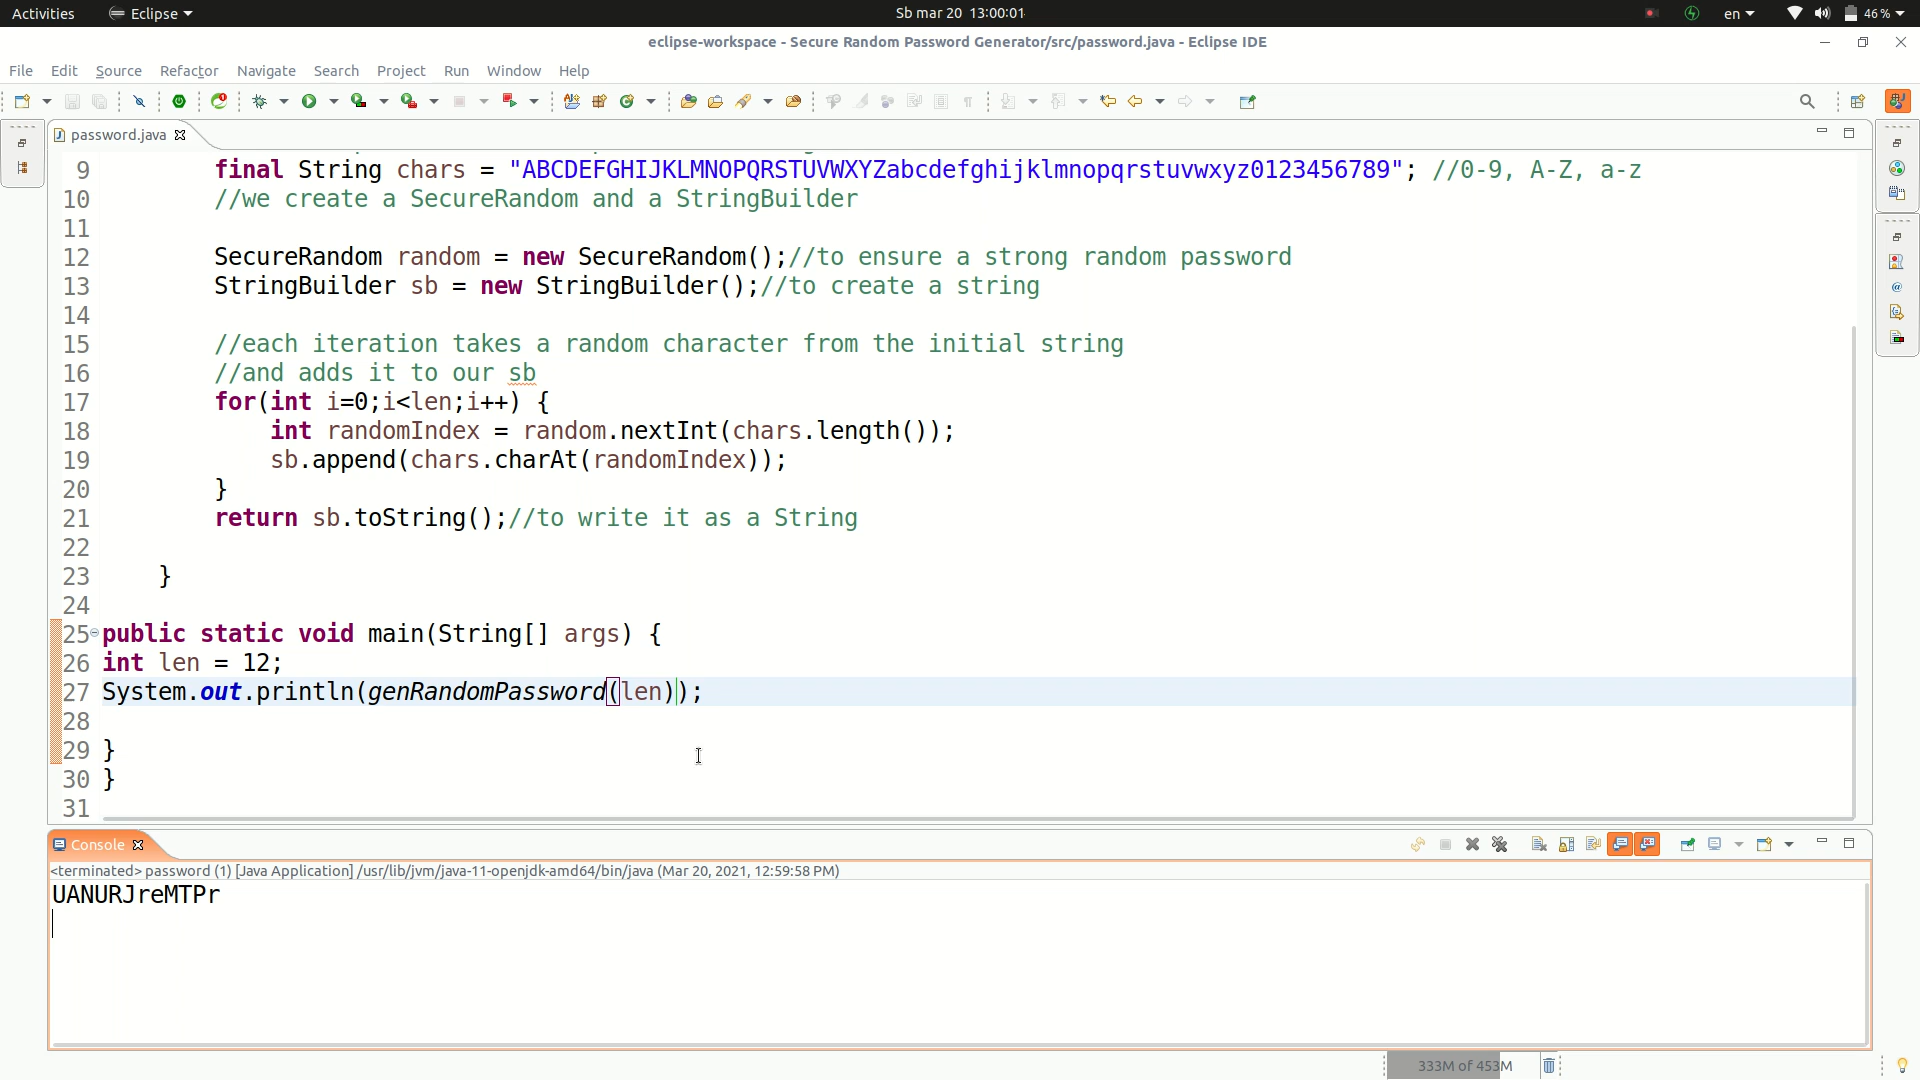 Activities Eclipse Sb mar 20 13:00:01 en 46%
eclipse-workspace - Secure Random Password Generator/src/password.java - Eclipse IDE
File Edit Source Refactor Navigate Search Project Run Window Help
password.java
9 final String chars = "ABCDEFGHIJKLMNOPQRSTUVWXYZabcdefghijklmnopqrstuvwxyz0123456789"; //0-9, A-Z, a-z
10 //we create a SecureRandom and a StringBuilder
11
12 SecureRandom random = new SecureRandom();//to ensure a strong random password
13 StringBuilder sb = new StringBuilder();//to create a string
14
15 //each iteration takes a random character from the initial string
16 //and adds it to our sb
17 for(int i=0;i<len;i++) {
18 int randomIndex = random.nextInt(chars.length());
19 sb.append(chars.charAt(randomIndex));
20 }
21 return sb.toString();//to write it as a String
22
23 }
24
25 public static void main(String[] args) {
26 int len = 12;
27 System.out.println(genRandomPassword(len));
28
29 }
30 }
31
Console
<terminated> password (1) [Java Application] /usr/lib/jvm/java-11-openjdk-amd64/bin/java (Mar 20, 2021, 12:59:58 PM)
UANURJreMTPr
333M of 453M